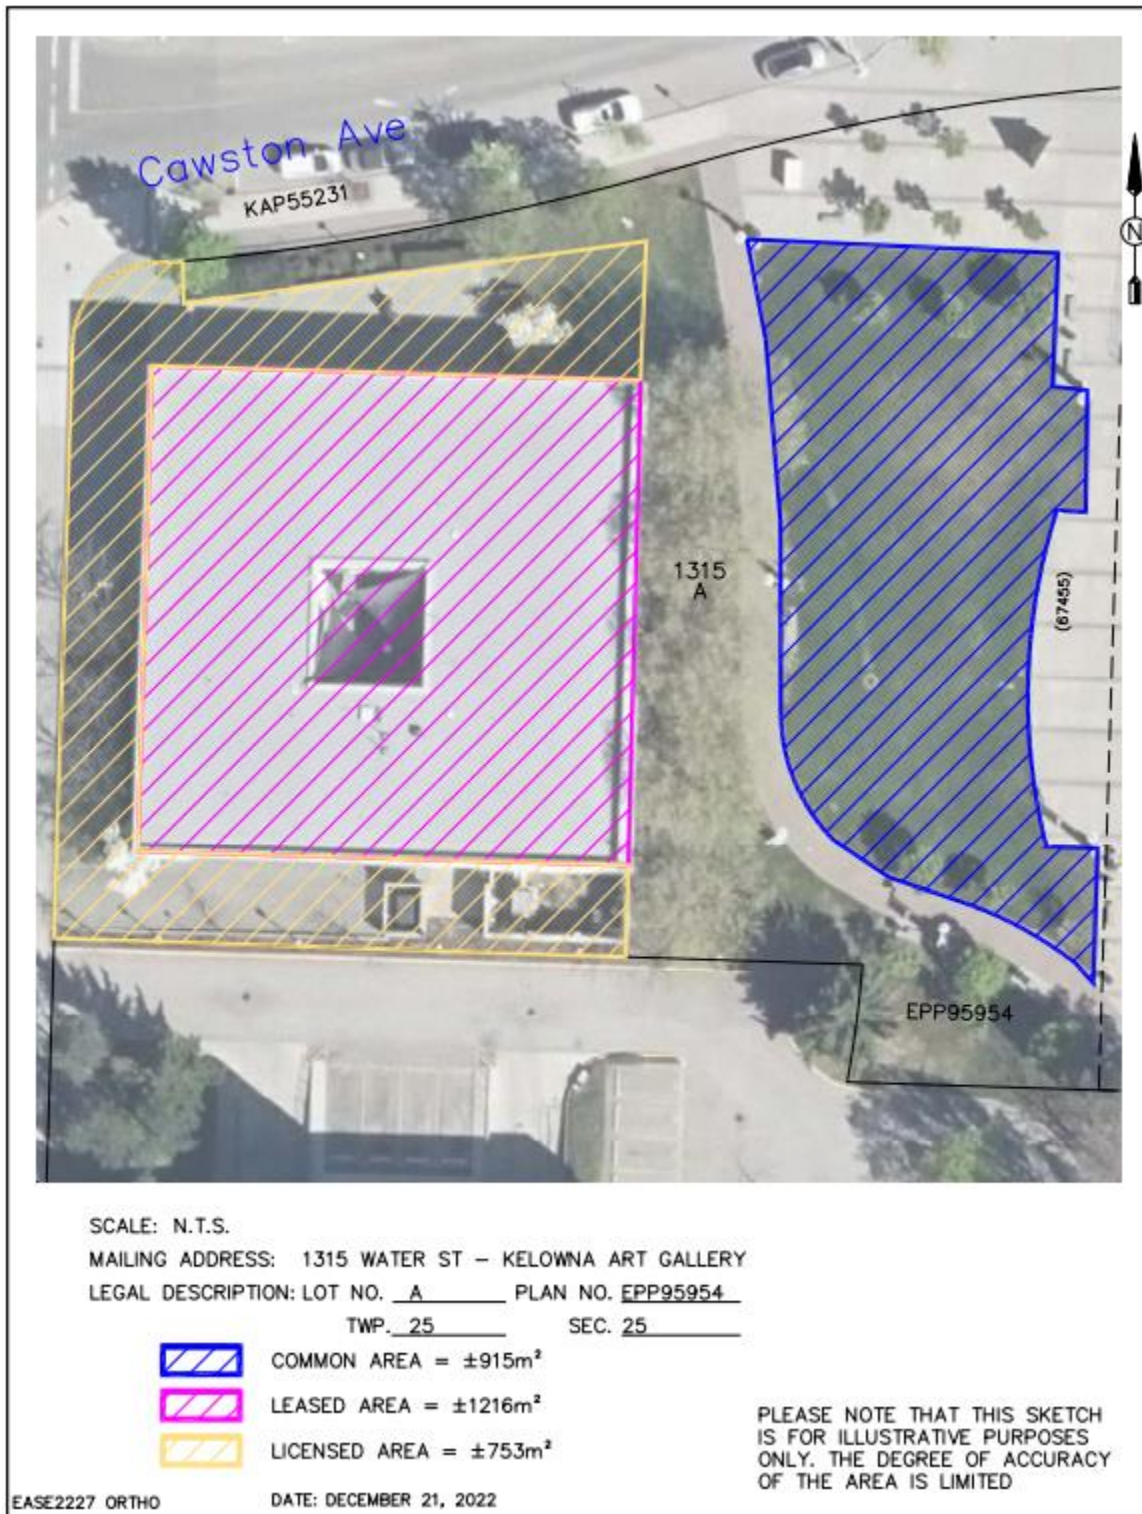 Cawston Ave
KAP55231
N
1315
A
(67455)
EPP95954
SCALE: N.T.S.
MAILING ADDRESS: 1315 WATER ST – KELOWNA ART GALLERY
LEGAL DESCRIPTION: LOT NO. A PLAN NO. EPP95954
TWP. 25 SEC. 25
COMMON AREA = ±915m²
LEASED AREA = ±1216m²
LICENSED AREA = ±753m²
PLEASE NOTE THAT THIS SKETCH
IS FOR ILLUSTRATIVE PURPOSES
ONLY. THE DEGREE OF ACCURACY
OF THE AREA IS LIMITED
EASE2227 ORTHO
DATE: DECEMBER 21, 2022